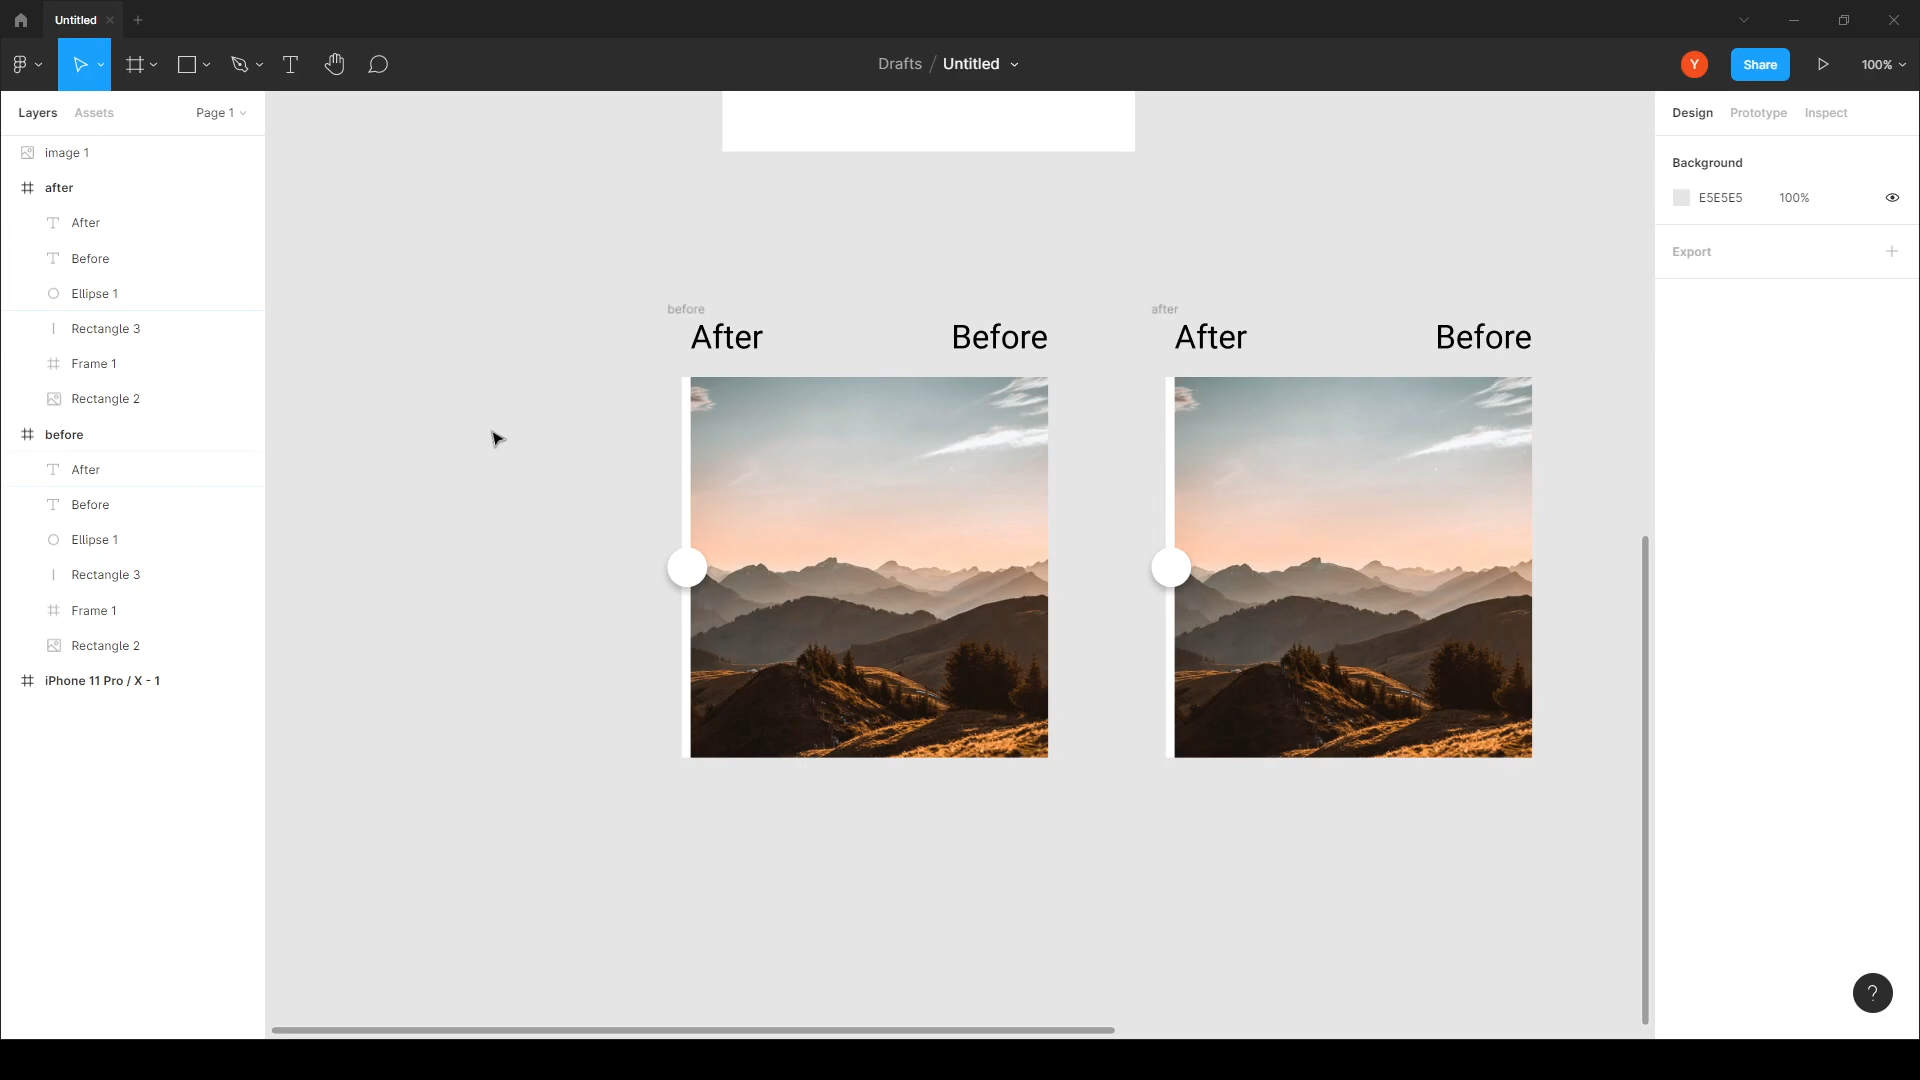 Untitled
Drafts / Untitled
Y
Share
100%
Layers
Assets
Page 1
image 1
after
After
Before
Ellipse 1
Rectangle 3
Frame 1
Rectangle 2
before
After
Before
Ellipse 1
Rectangle 3
Frame 1
Rectangle 2
iPhone 11 Pro / X - 1
before
After
Before
after
After
Before
Design
Prototype
Inspect
Background
E5E5E5
100%
Export
?